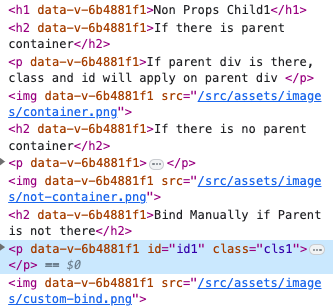 <h1 data-v-6b4881f1>Non Props Child1</h1>
<h2 data-v-6b4881f1>If there is parent
container</h2>
<p data-v-6b4881f1>If parent div is there,
class and id will apply on parent div </p>
<img data-v-6b4881f1 src="/src/assets/image
s/container.png">
<h2 data-v-6b4881f1>If there is no parent
container</h2>
<p data-v-6b4881f1>…</p>
<img data-v-6b4881f1 src="/src/assets/image
s/not-container.png">
<h2 data-v-6b4881f1>Bind Manually if Parent
is not there</h2>
<p data-v-6b4881f1 id="id1" class="cls1">…
</p> == $0
<img data-v-6b4881f1 src="/src/assets/image
s/custom-bind.png">